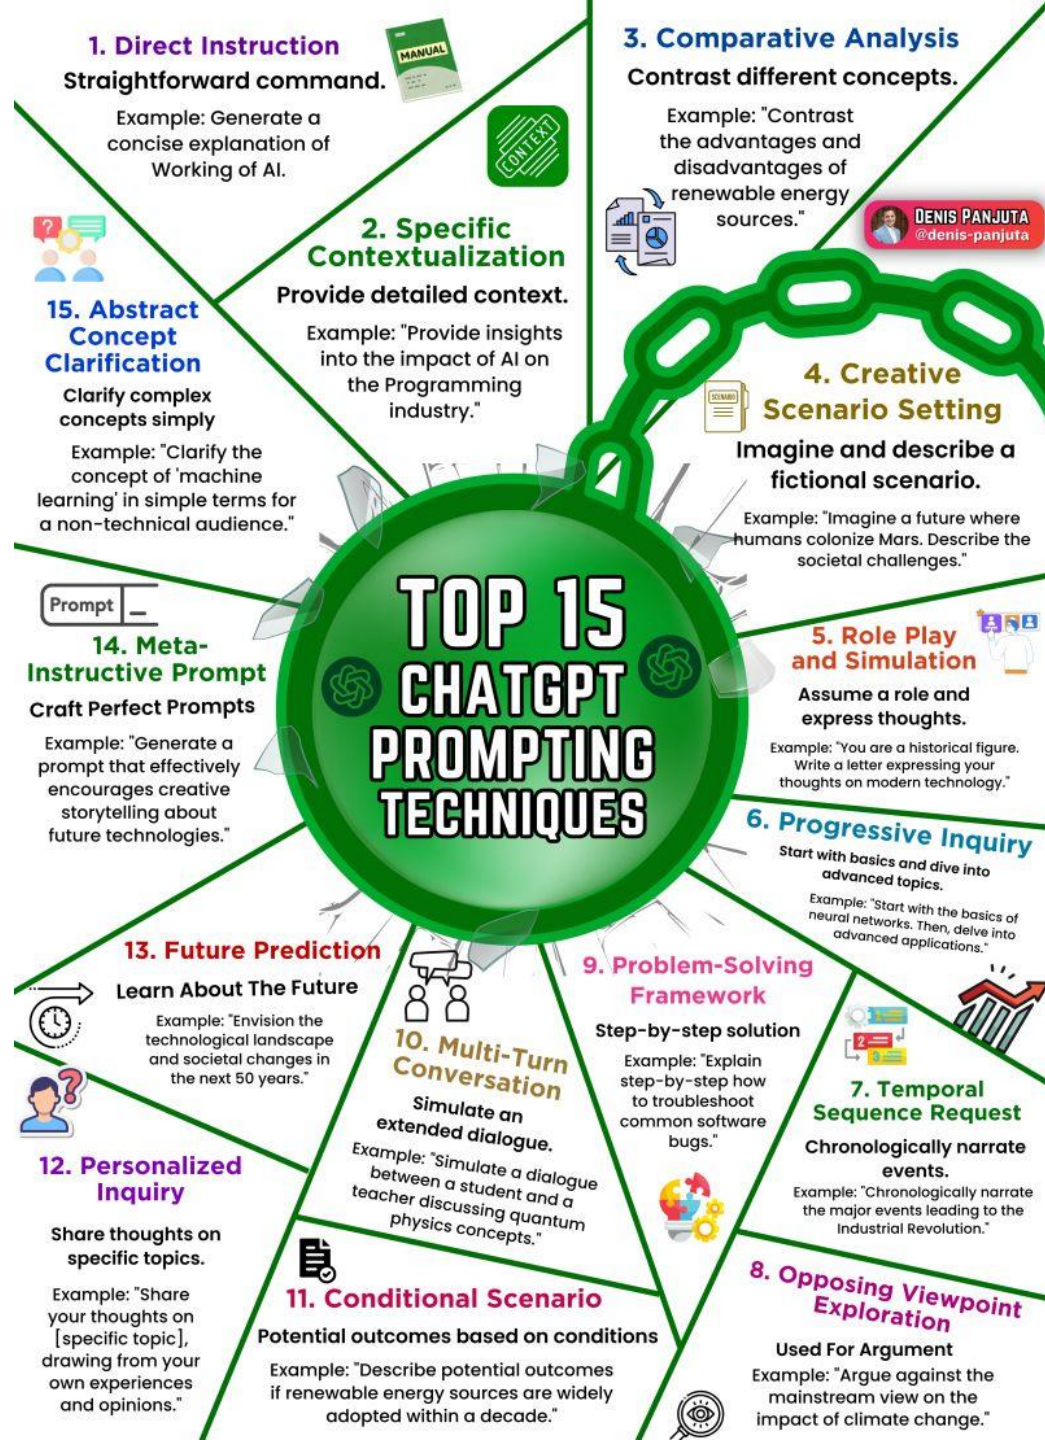 1. Direct Instruction
Straightforward command.
Example: Generate a
concise explanation of
Working of AI.
MANUAL
CONTEXT
2. Specific
Contextualization
Provide detailed context.
Example: "Provide insights
into the impact of AI on
the Programming
industry."
3. Comparative Analysis
Contrast different concepts.
Example: "Contrast
the advantages and
disadvantages of
renewable energy
sources."
DENIS PANJUTA
@denis-panjuta
SCENARIO
4. Creative
Scenario Setting
Imagine and describe a
fictional scenario.
Example: "Imagine a future where
humans colonize Mars. Describe the
societal challenges."
TOP 15
CHATGPT
PROMPTING
TECHNIQUES
5. Role Play
and Simulation
Assume a role and
express thoughts.
Example: "You are a historical figure.
Write a letter expressing your
thoughts on modern technology."
6. Progressive Inquiry
Start with basics and dive into
advanced topics.
Example: "Start with the basics of
neural networks. Then, delve into
advanced applications."
1
2
3
7. Temporal
Sequence Request
Chronologically narrate
events.
Example: "Chronologically narrate
the major events leading to the
Industrial Revolution."
8. Opposing Viewpoint
Exploration
Used For Argument
Example: "Argue against the
mainstream view on the
impact of climate change."
9. Problem-Solving
Framework
Step-by-step solution
Example: "Explain
step-by-step how
to troubleshoot
common software
bugs."
10. Multi-Turn
Conversation
Simulate an
extended dialogue.
Example: "Simulate a dialogue
between a student and a
teacher discussing quantum
physics concepts."
11. Conditional Scenario
Potential outcomes based on conditions
Example: "Describe potential outcomes
if renewable energy sources are widely
adopted within a decade."
?
12. Personalized
Inquiry
Share thoughts on
specific topics.
Example: "Share
your thoughts on
[specific topic],
drawing from your
own experiences
and opinions."
13. Future Prediction
Learn About The Future
Example: "Envision the
technological landscape
and societal changes in
the next 50 years."
Prompt _
14. Meta-
Instructive Prompt
Craft Perfect Prompts
Example: "Generate a
prompt that effectively
encourages creative
storytelling about
future technologies."
?
15. Abstract
Concept
Clarification
Clarify complex
concepts simply
Example: "Clarify the
concept of 'machine
learning' in simple terms for
a non-technical audience."